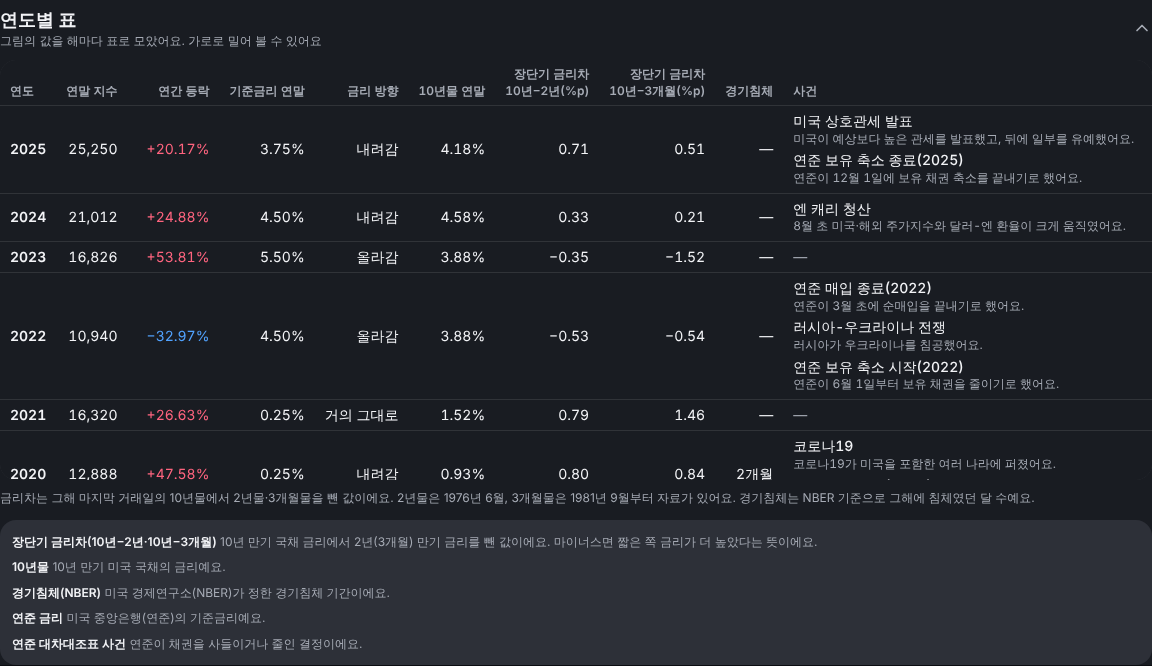 연도별 표
그림의 값을 해마다 표로 모았어요. 가로로 밀어 볼 수 있어요
연도 연말 지수 연간 등락 기준금리 연말 금리 방향 10년물 연말 장단기 금리차 10년−2년(%p) 장단기 금리차 10년−3개월(%p) 경기침체 사건
2025 25,250 +20.17% 3.75% 내려감 4.18% 0.71 0.51 —
미국 상호관세 발표
미국이 예상보다 높은 관세를 발표했고, 뒤에 일부를 유예했어요.
연준 보유 축소 종료(2025)
연준이 12월 1일에 보유 채권 축소를 끝내기로 했어요.
2024 21,012 +24.88% 4.50% 내려감 4.58% 0.33 0.21 —
엔 캐리 청산
8월 초 미국·해외 주가지수와 달러-엔 환율이 크게 움직였어요.
2023 16,826 +53.81% 5.50% 올라감 3.88% −0.35 −1.52 — —
2022 10,940 −32.97% 4.50% 올라감 3.88% −0.53 −0.54 —
연준 매입 종료(2022)
연준이 3월 초에 순매입을 끝내기로 했어요.
러시아-우크라이나 전쟁
러시아가 우크라이나를 침공했어요.
연준 보유 축소 시작(2022)
연준이 6월 1일부터 보유 채권을 줄이기로 했어요.
2021 16,320 +26.63% 0.25% 거의 그대로 1.52% 0.79 1.46 — —
2020 12,888 +47.58% 0.25% 내려감 0.93% 0.80 0.84 2개월
코로나19
코로나19가 미국을 포함한 여러 나라에 퍼졌어요.
금리차는 그해 마지막 거래일의 10년물에서 2년물·3개월물을 뺀 값이에요. 2년물은 1976년 6월, 3개월물은 1981년 9월부터 자료가 있어요. 경기침체는 NBER 기준으로 그해에 침체였던 달 수예요.
장단기 금리차(10년−2년·10년−3개월) 10년 만기 국채 금리에서 2년(3개월) 만기 금리를 뺀 값이에요. 마이너스면 짧은 쪽 금리가 더 높았다는 뜻이에요.
10년물 10년 만기 미국 국채의 금리예요.
경기침체(NBER) 미국 경제연구소(NBER)가 정한 경기침체 기간이에요.
연준 금리 미국 중앙은행(연준)의 기준금리예요.
연준 대차대조표 사건 연준이 채권을 사들이거나 줄인 결정이에요.